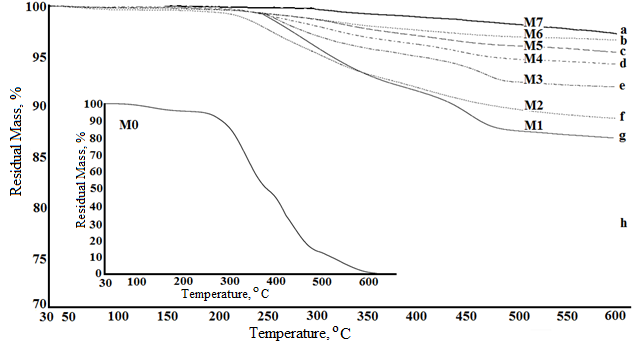 100
95
90
85
80
75
70
Residual Mass, %
30 50 100 150 200 250 300 350 400 450 500 550 600
Temperature, °C
M7
M6
M5
M4
M3
M2
M1
a
b
c
d
e
f
g
h
M0
100
90
80
70
60
50
40
30
20
10
0
Residual Mass, %
30 100 200 300 400 500 600
Temperature, °C